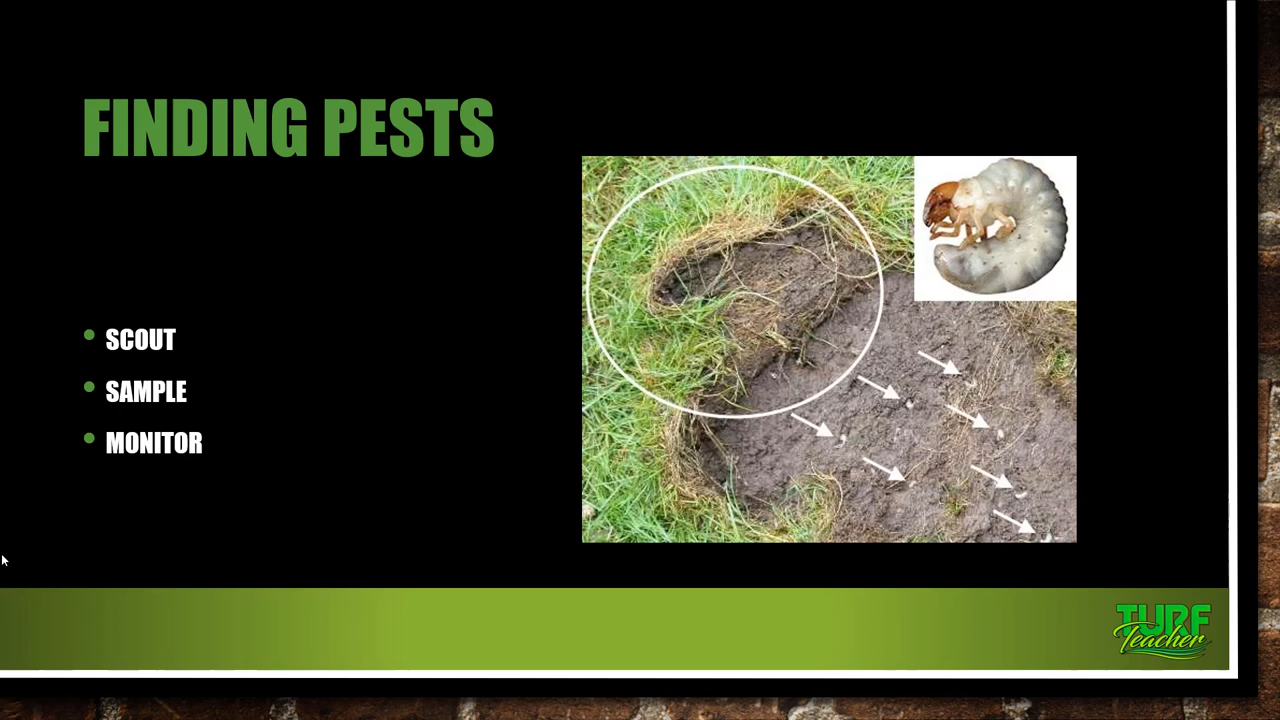 FINDING PESTS
SCOUT
SAMPLE
MONITOR
TURF
Teacher